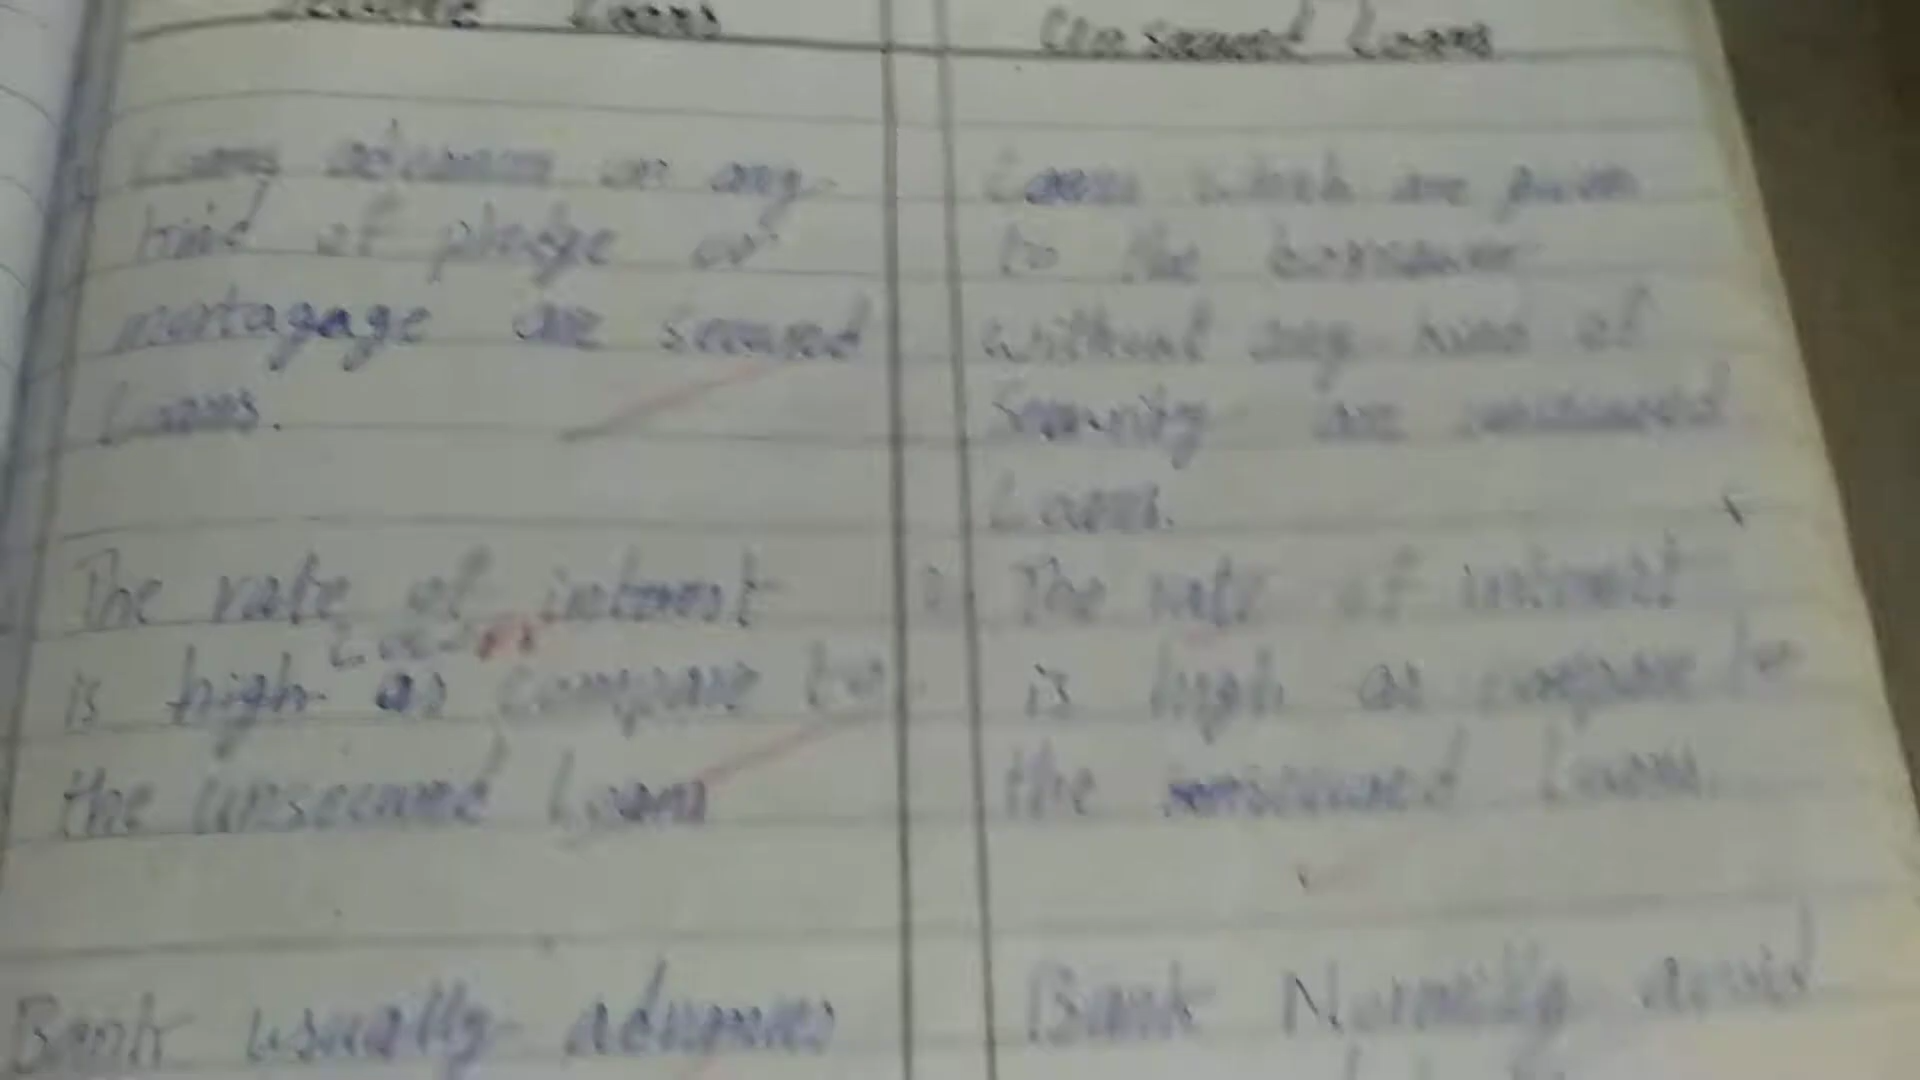 Loans
Unsecured Loans
Loans advances on any
kind of pledge or
mortagage are secured
Loans.
Loans which are given
to the borrower
without any kind of
Security are unsecured
Loans.
The rate of interest
is high as compare to
the unsecured Loans
The rate of interest
is high as compare to
the unsecured Loans.
Bank usually advances
Bank Normally avoid